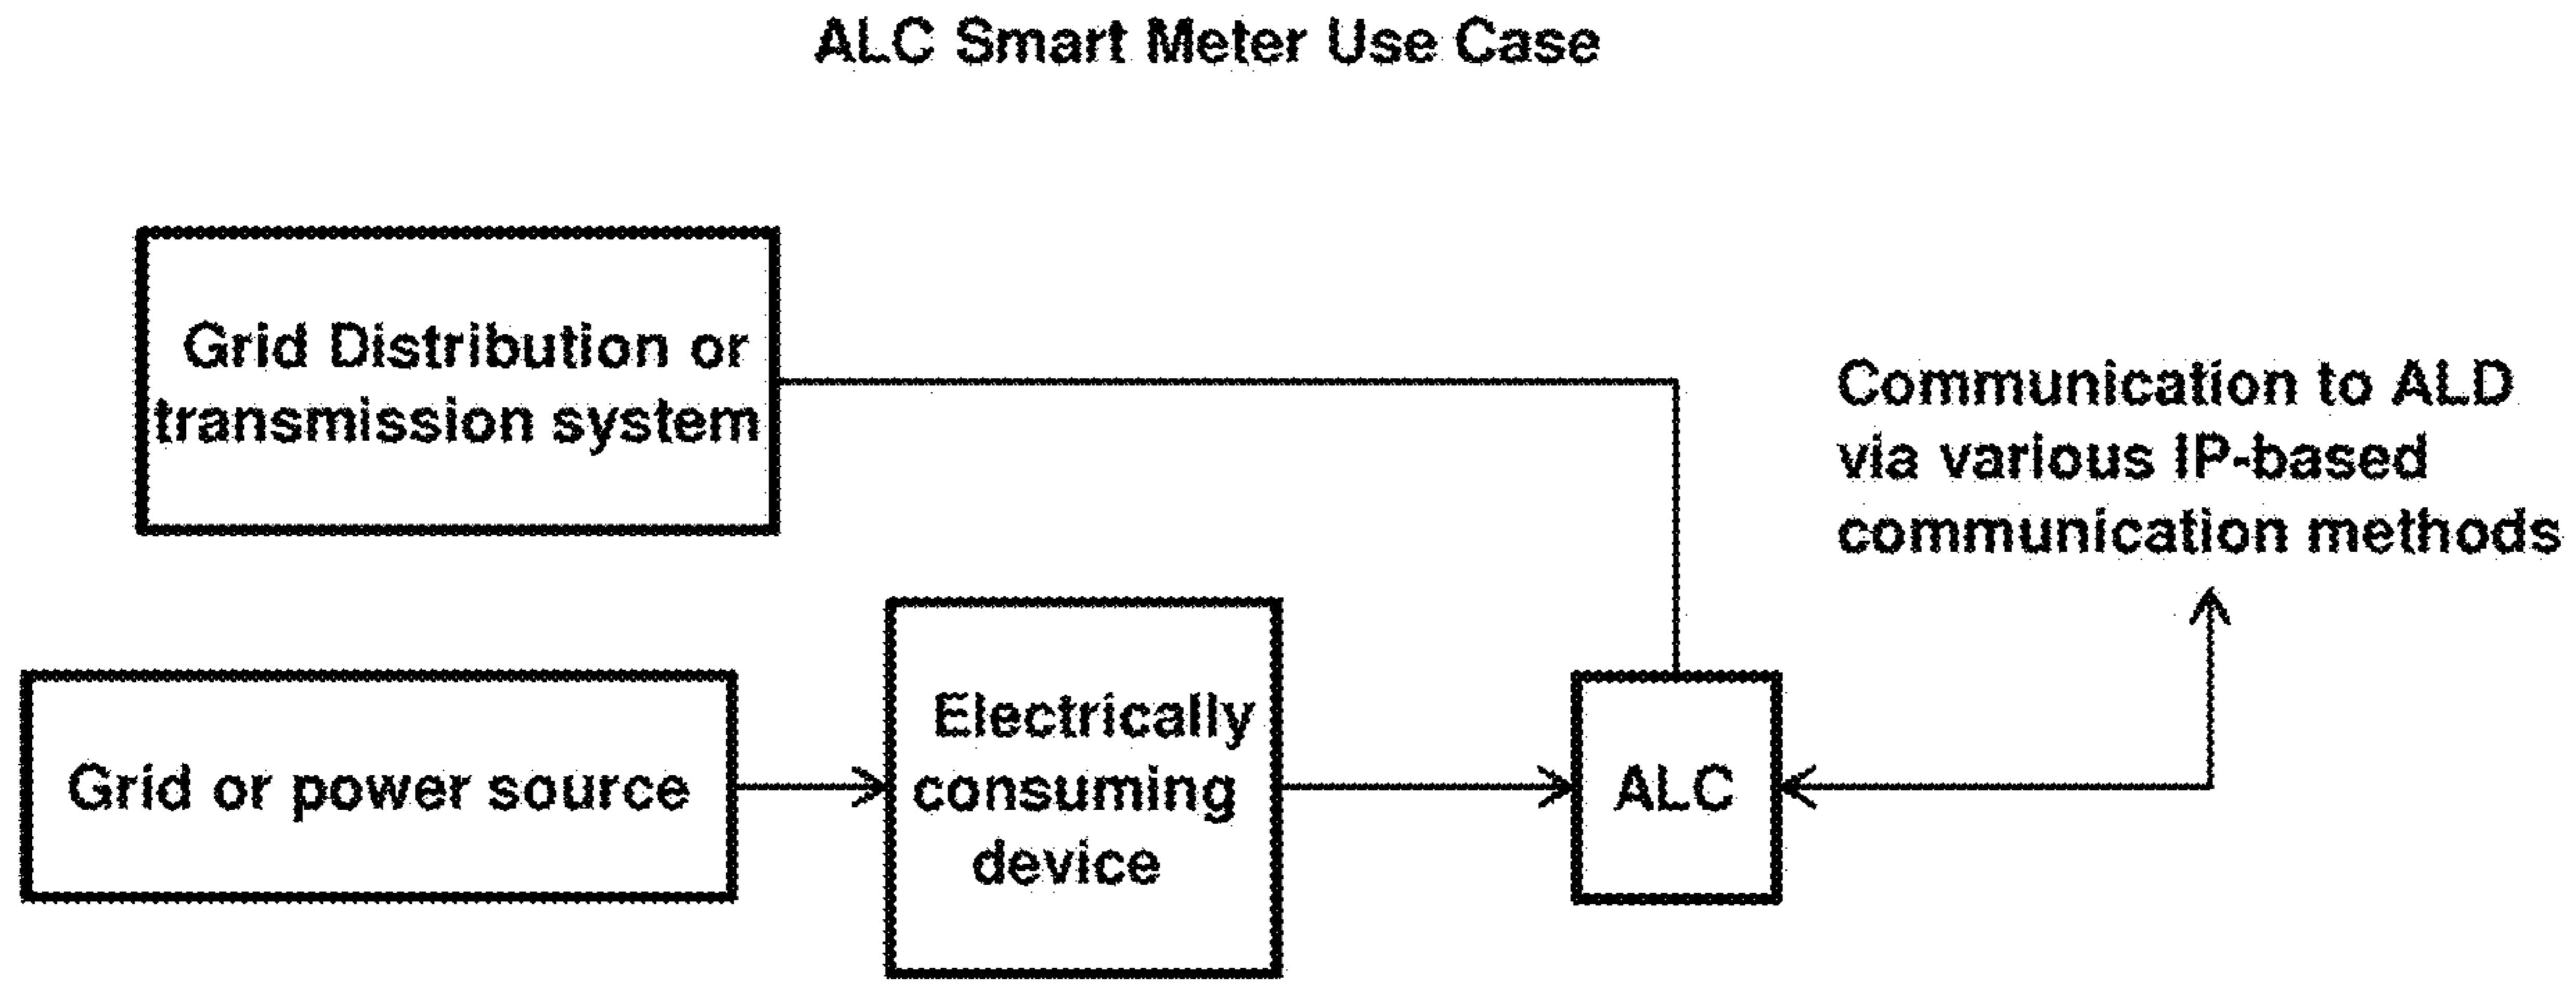 ALC Smart Meter Use Case
Grid Distribution or
transmission system
Communication to ALD
via various IP-based
communication methods
Grid or power source
Electrically
consuming
device
ALC